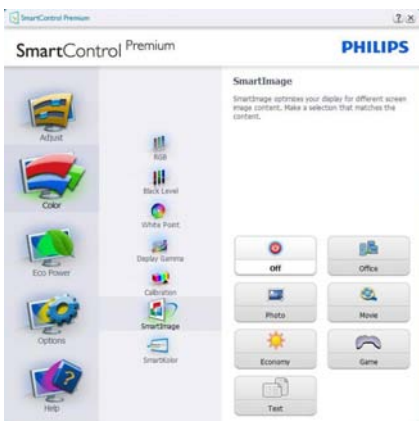 SmartControl Premium
? X
SmartControl Premium
PHILIPS
SmartImage
SmartImage optimises your display for different screen
image content. Make a selection that matches the
content.
Adjust
Color
Eco Power
Options
Help
RGB
Black Level
White Point
Display Gamma
Calibration
SmartImage
SmartKolor
Off
Office
Photo
Movie
Economy
Game
Text